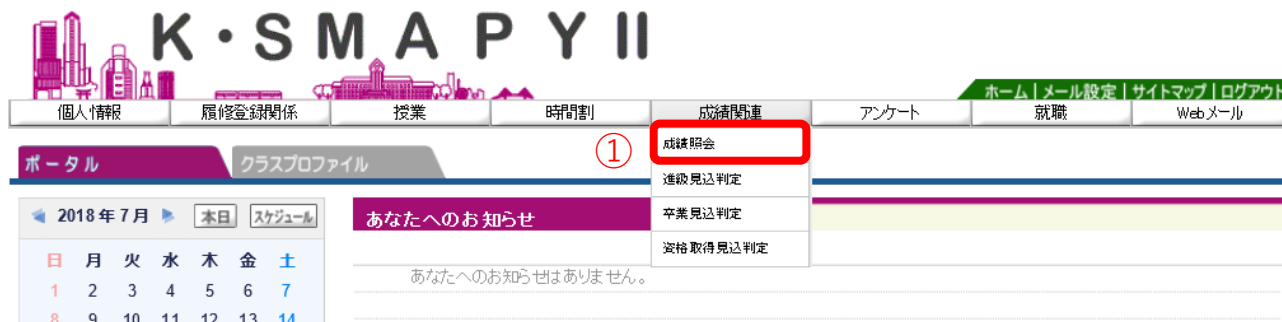 K・SMAPY II
ホーム | メール設定 | サイトマップ | ログアウト
個人情報 履修登録関係 授業 時間割 成績関連 アンケート 就職 Webメール
① 成績照会
進級見込判定
卒業見込判定
資格取得見込判定
ポータル クラスプロファイル
2018年7月 本日 スケジュール
あなたへのお知らせ
日 月 火 水 木 金 土
あなたへのお知らせはありません。
1 2 3 4 5 6 7
8 9 10 11 12 13 14